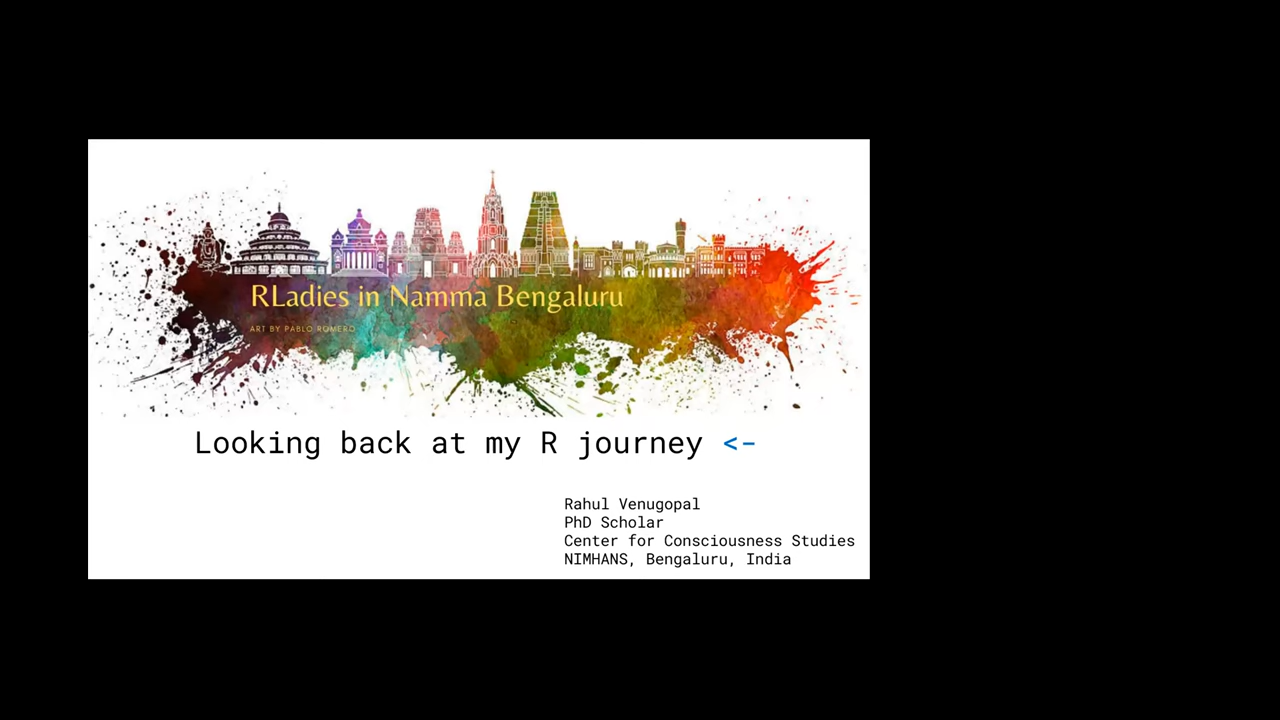 RLadies in Namma Bengaluru
ART BY PABLO ROMERO
Looking back at my R journey <-
Rahul Venugopal
PhD Scholar
Center for Consciousness Studies
NIMHANS, Bengaluru, India